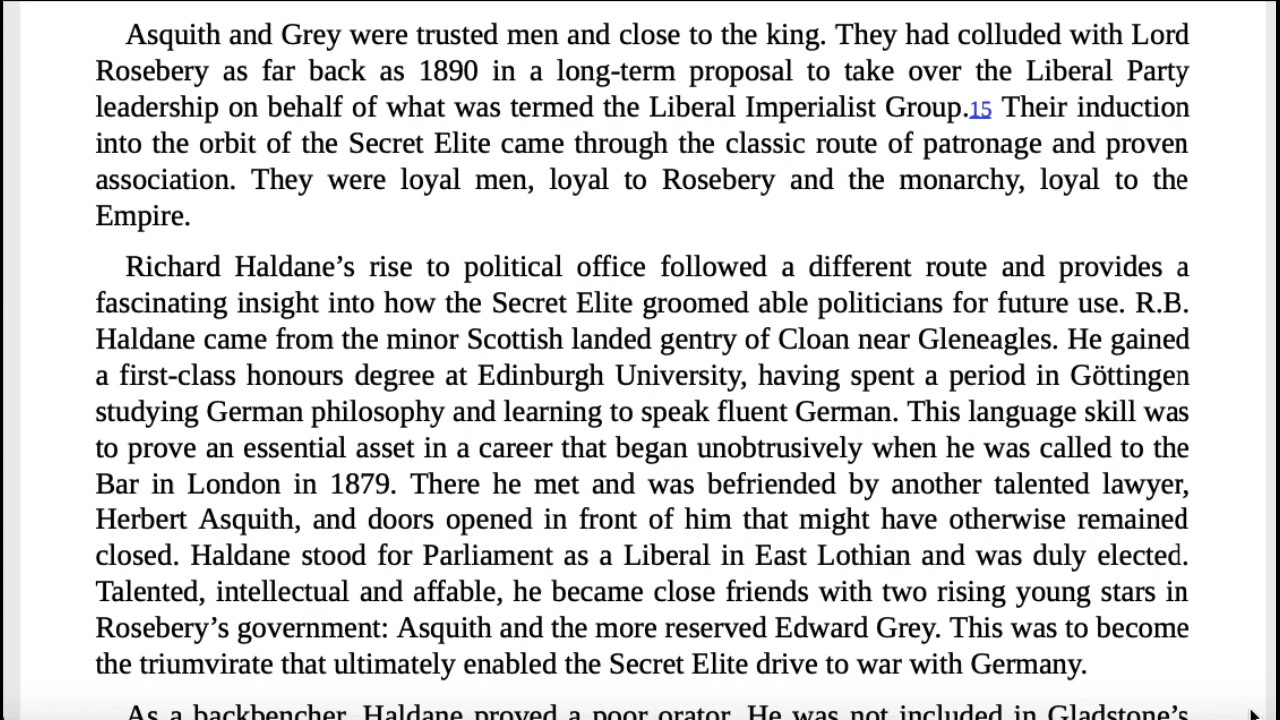 Asquith and Grey were trusted men and close to the king. They had colluded with Lord
Rosebery as far back as 1890 in a long-term proposal to take over the Liberal Party
leadership on behalf of what was termed the Liberal Imperialist Group.15 Their induction
into the orbit of the Secret Elite came through the classic route of patronage and proven
association. They were loyal men, loyal to Rosebery and the monarchy, loyal to the
Empire.
Richard Haldane’s rise to political office followed a different route and provides a
fascinating insight into how the Secret Elite groomed able politicians for future use. R.B.
Haldane came from the minor Scottish landed gentry of Cloan near Gleneagles. He gained
a first-class honours degree at Edinburgh University, having spent a period in Göttingen
studying German philosophy and learning to speak fluent German. This language skill was
to prove an essential asset in a career that began unobtrusively when he was called to the
Bar in London in 1879. There he met and was befriended by another talented lawyer,
Herbert Asquith, and doors opened in front of him that might have otherwise remained
closed. Haldane stood for Parliament as a Liberal in East Lothian and was duly elected.
Talented, intellectual and affable, he became close friends with two rising young stars in
Rosebery’s government: Asquith and the more reserved Edward Grey. This was to become
the triumvirate that ultimately enabled the Secret Elite drive to war with Germany.
As a backbencher, Haldane proved a poor orator. He was not included in Gladstone’s